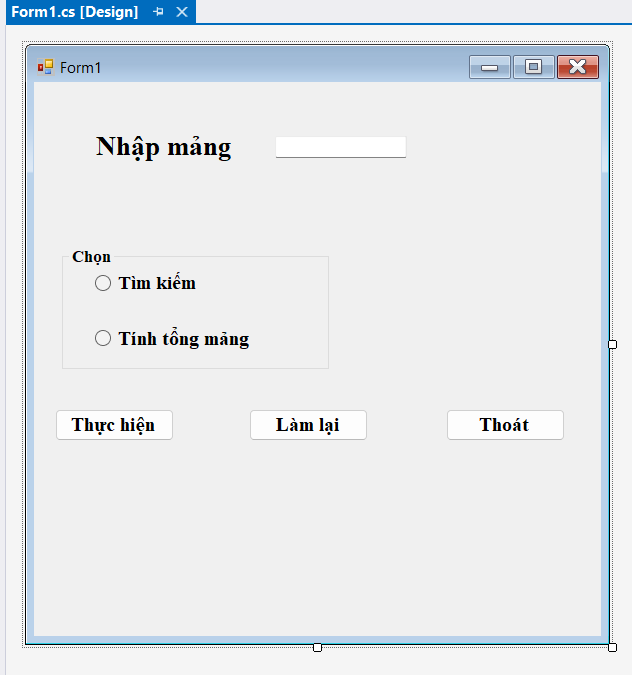 Form1.cs [Design]
Form1
Nhập mảng
Chọn
Tìm kiếm
Tính tổng mảng
Thực hiện
Làm lại
Thoát